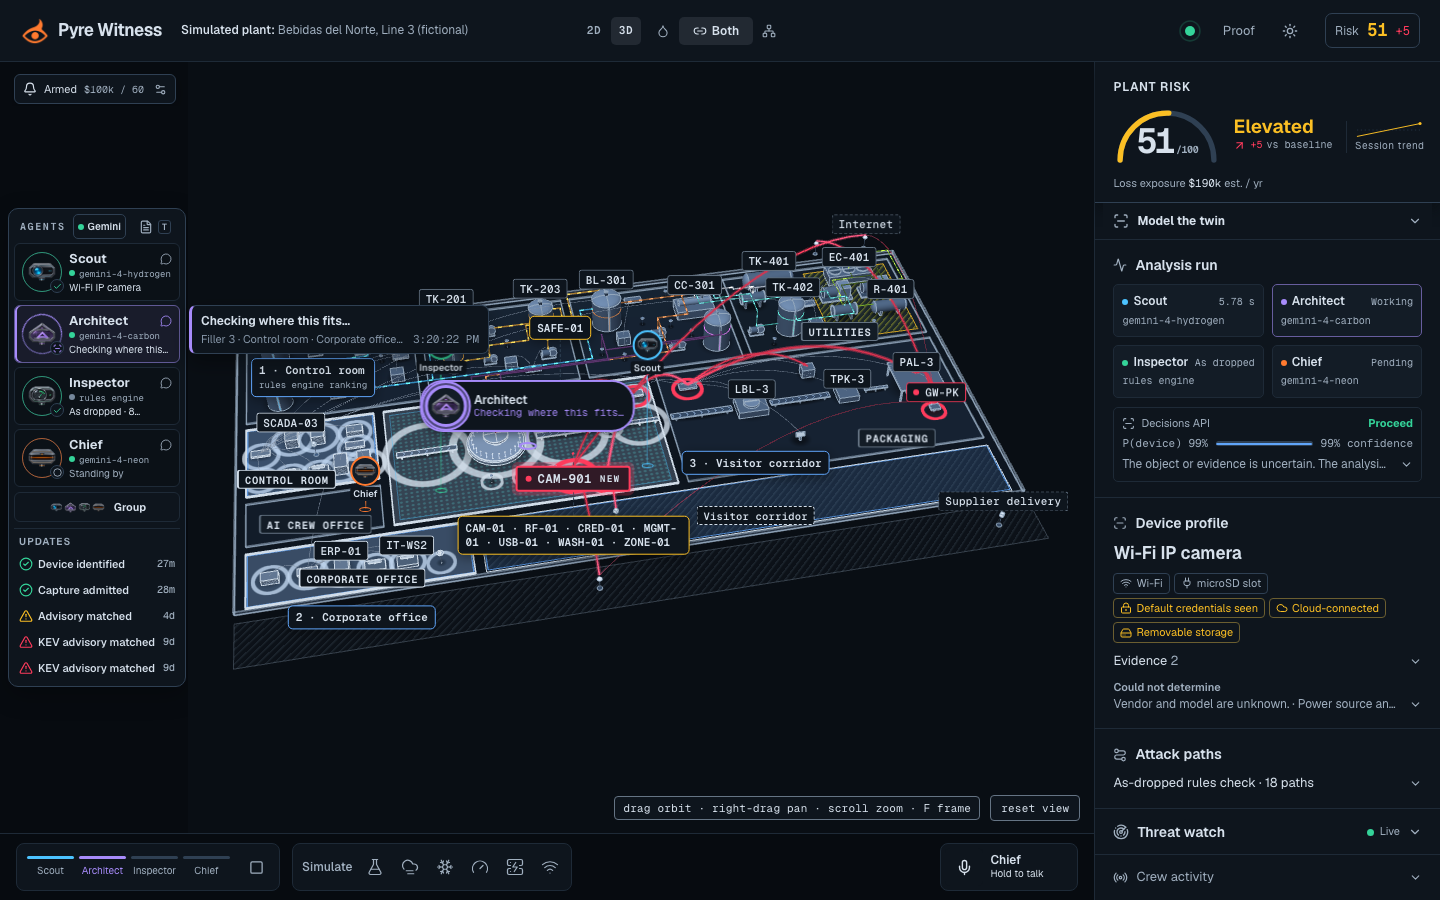 Pyre Witness
Simulated plant: Bebidas del Norte, Line 3 (fictional)
2D
3D
Both
Proof
Risk 51 +5
Armed $100k / 60
AGENTS
Gemini
T
Scout
gemini-4-hydrogen
Wi-Fi IP camera
Architect
gemini-4-carbon
Checking where this...
Inspector
rules engine
As dropped · 8...
Chief
gemini-4-neon
Standing by
Group
UPDATES
Device identified 27m
Capture admitted 28m
Advisory matched 4d
KEV advisory matched 9d
KEV advisory matched 9d
Checking where this fits...
Filler 3 · Control room · Corporate office... 3:20:22 PM
Internet
TK-401
EC-401
BL-301
TK-203
CC-301
TK-402
R-401
TK-201
SAFE-01
UTILITIES
Inspector
Scout
1 · Control room
rules engine ranking
PAL-3
TPK-3
LBL-3
GW-PK
Architect
Checking where this fits...
SCADA-03
PACKAGING
3 · Visitor corridor
CONTROL ROOM
CAM-901 NEW
Chief
Supplier delivery
Visitor corridor
AI CREW OFFICE
CAM-01 · RF-01 · CRED-01 · MGMT-
01 · USB-01 · WASH-01 · ZONE-01
ERP-01
IT-WS2
CORPORATE OFFICE
2 · Corporate office
drag orbit · right-drag pan · scroll zoom · F frame
reset view
Scout
Architect
Inspector
Chief
Simulate
Chief
Hold to talk
PLANT RISK
51/100
Elevated
+5 vs baseline
Session trend
Loss exposure $190k est. / yr
Model the twin
Analysis run
Scout 5.78 s
gemini-4-hydrogen
Architect Working
gemini-4-carbon
Inspector As dropped
rules engine
Chief Pending
gemini-4-neon
Decisions API Proceed
P(device) 99% 99% confidence
The object or evidence is uncertain. The analysi...
Device profile
Wi-Fi IP camera
Wi-Fi
microSD slot
Default credentials seen
Cloud-connected
Removable storage
Evidence 2
Could not determine
Vendor and model are unknown. · Power source an...
Attack paths
As-dropped rules check · 18 paths
Threat watch
Live
Crew activity